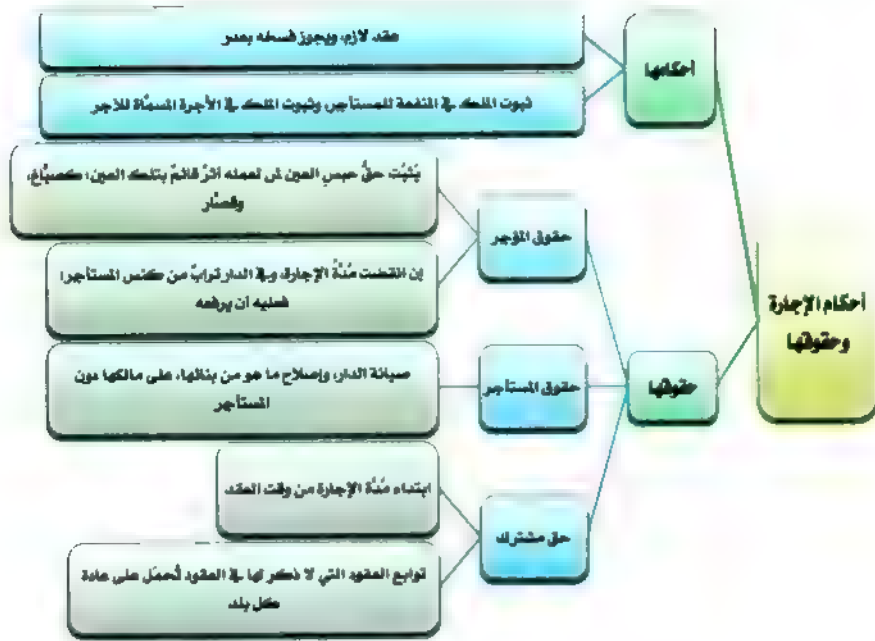 أحكام الإجارة
وحقوقها
أحكامها
عقد لازم، ويجوز فسخه بعذر
ثبوت الملك في المنفعة للمستأجر، وثبوت الملك في الأجرة المسمَّاة للآجر
حقوقها
حقوق المؤجر
يَثبُت حقُّ حبسِ العين لمن لعمله أثرٌ قائمٌ بتلك العين، كصبَّاغ،
وقصَّار
إن انقضت مُدَّةُ الإجارة، وفي الدار ترابٌ من كنس المستأجر؛
فعليه أن يرفعه
حقوق المستأجر
صيانة الدار، وإصلاح ما هو من بنائها، على مالكها دون
المستأجر
حق مشترك
ابتداء مُدَّة الإجارة من وقت العقد
توابع العقود التي لا ذكر لها في العقود تُحمَل على عادة
كل بلد